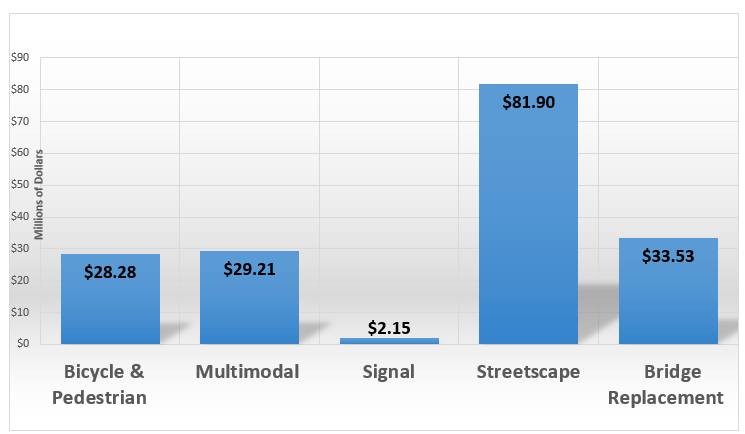 $90
$80
$70
$60
$50
$40
$30
$20
$10
$0
Millions of Dollars
$28.28
$29.21
$2.15
$81.90
$33.53
Bicycle &
Pedestrian
Multimodal
Signal
Streetscape
Bridge
Replacement